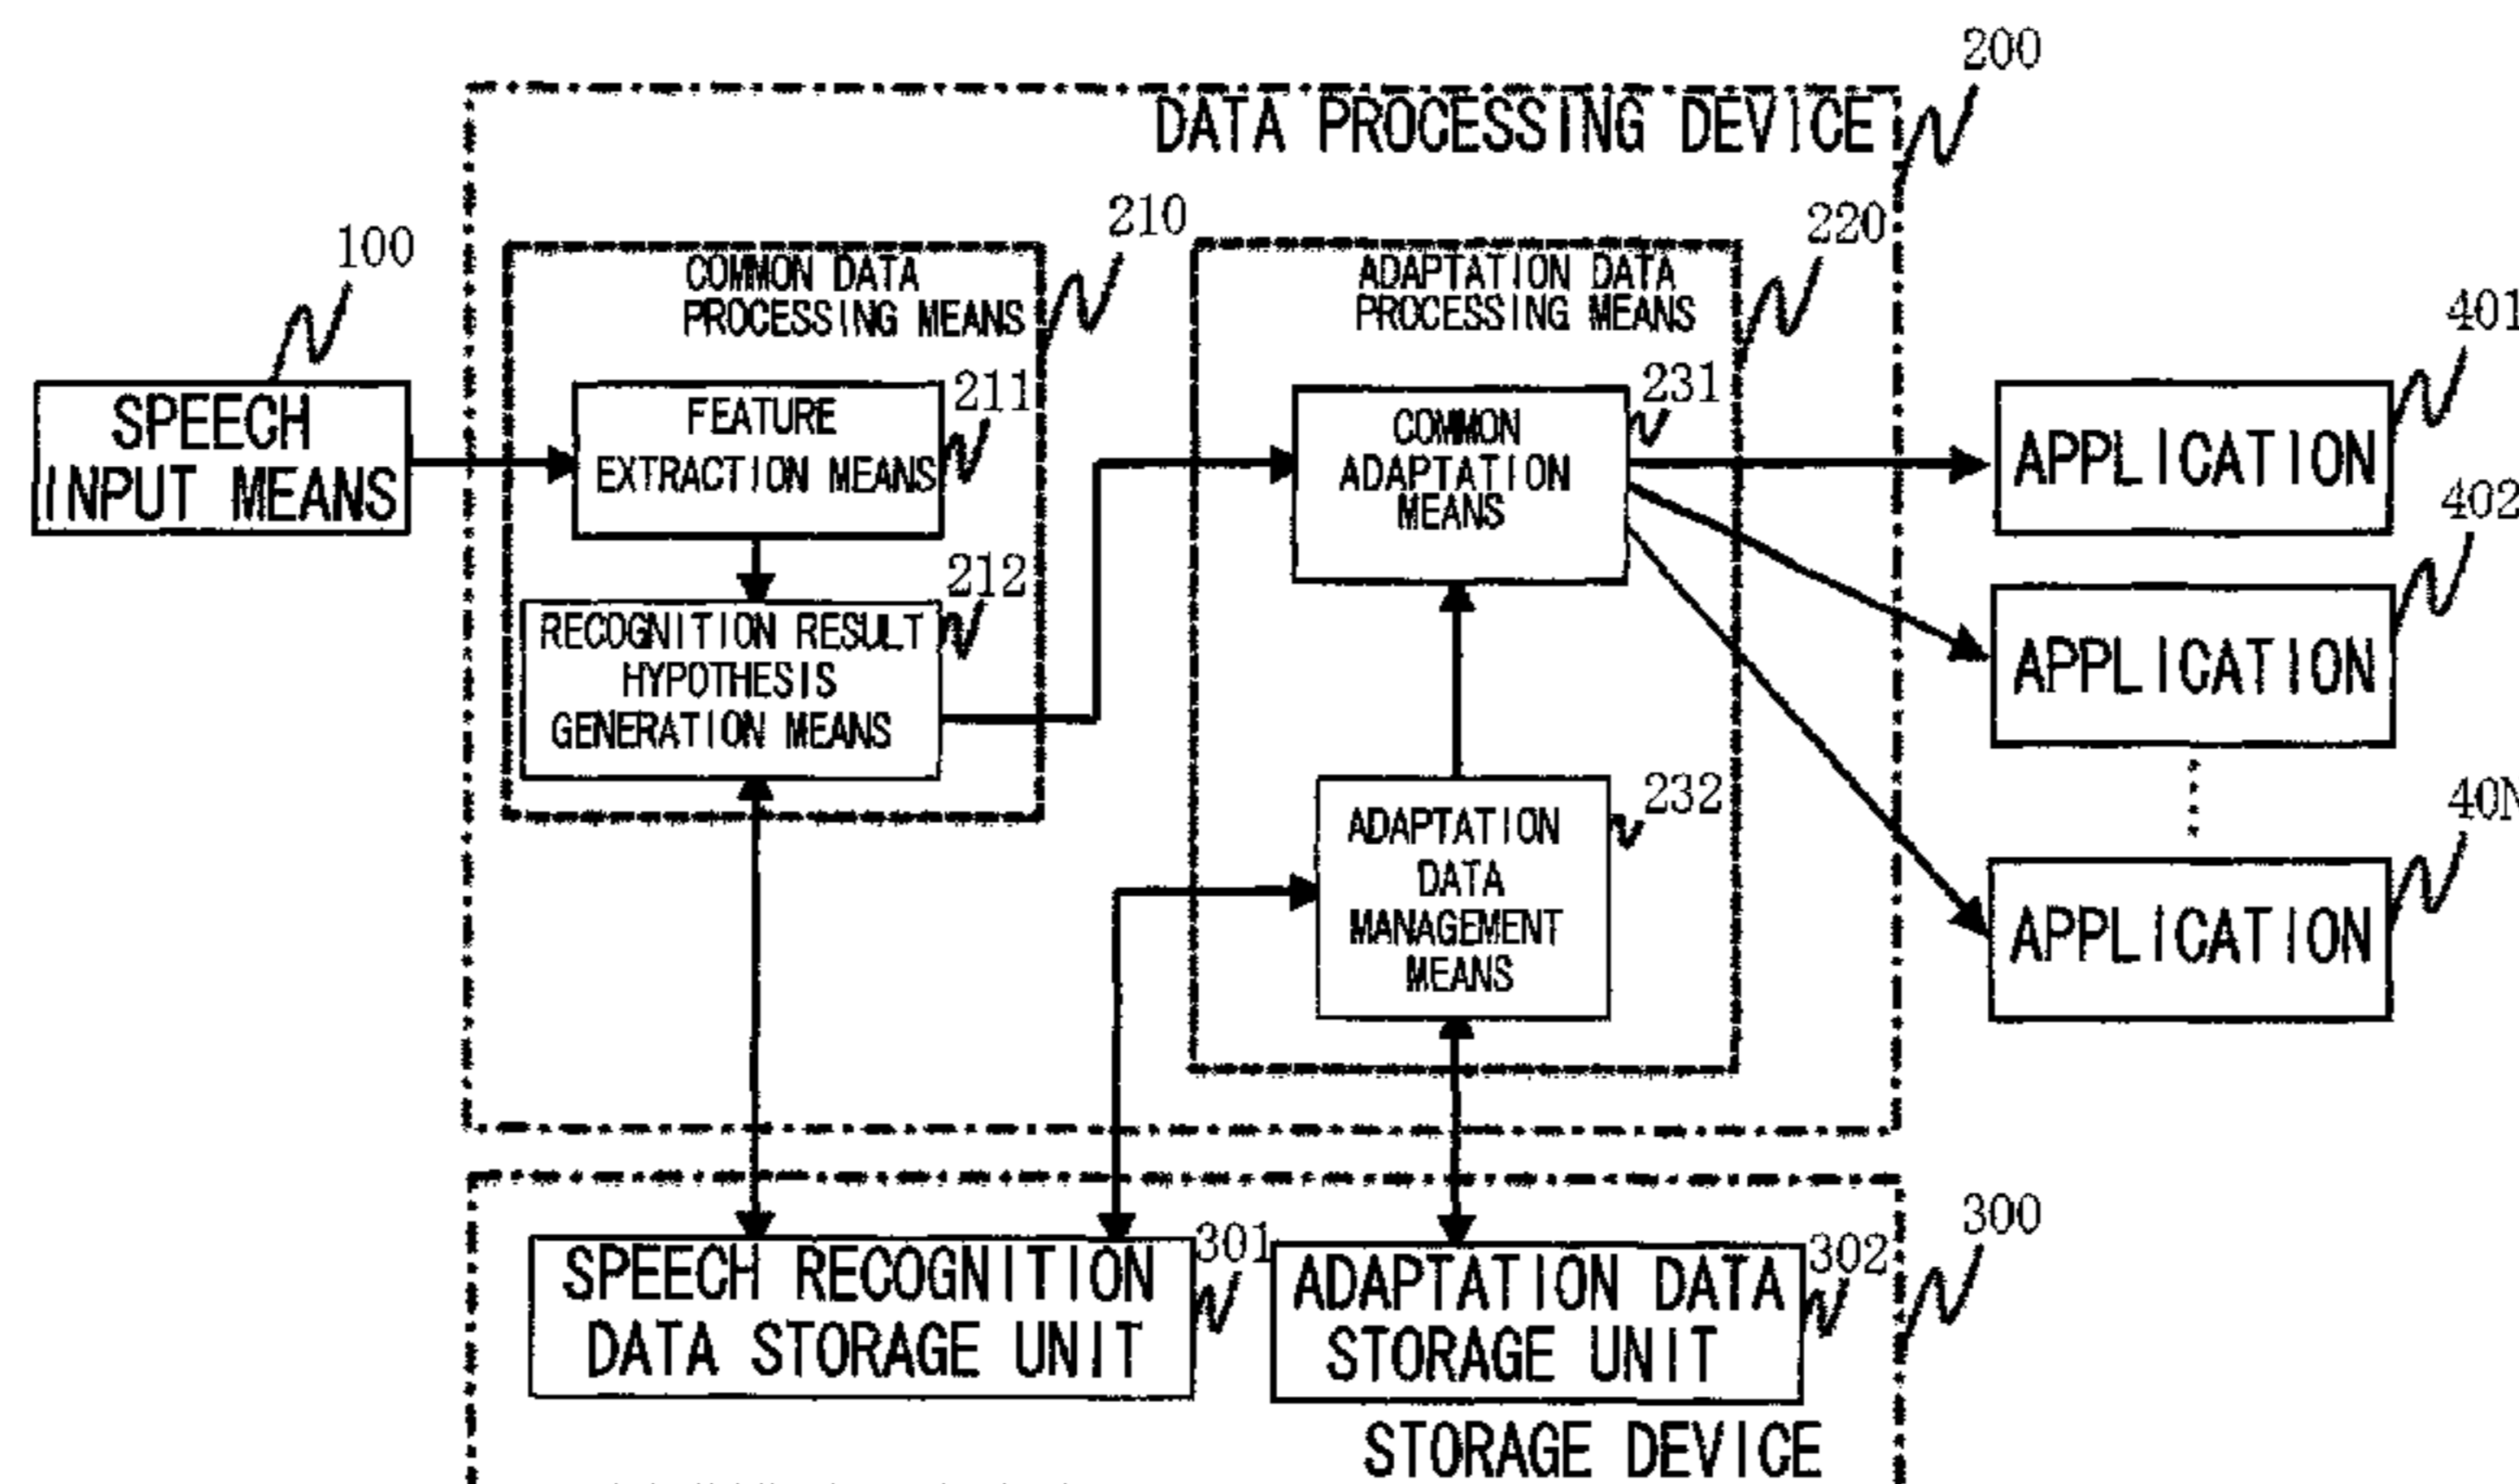 200
DATA PROCESSING DEVICE
100
210
220
COMMON DATA
PROCESSING MEANS
ADAPTATION DATA
PROCESSING MEANS
401
SPEECH
INPUT MEANS
211
FEATURE
EXTRACTION MEANS
231
COMMON
ADAPTATION
MEANS
APPLICATION
402
212
RECOGNITION RESULT
HYPOTHESIS
GENERATION MEANS
APPLICATION
232
ADAPTATION
DATA
MANAGEMENT
MEANS
40N
APPLICATION
300
301
SPEECH RECOGNITION
DATA STORAGE UNIT
302
ADAPTATION DATA
STORAGE UNIT
STORAGE DEVICE